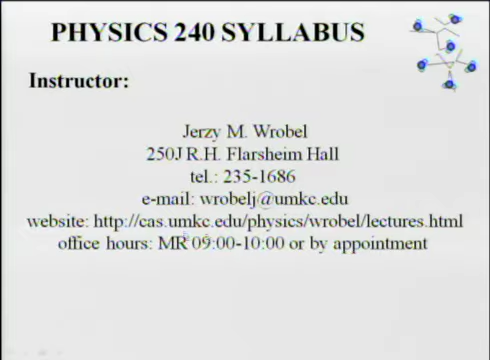 PHYSICS 240 SYLLABUS
Instructor:
Jerzy M. Wrobel
250J R.H. Flarsheim Hall
tel.: 235-1686
e-mail: wrobelj@umkc.edu
website: http://cas.umkc.edu/physics/wrobel/lectures.html
office hours: MR 09:00-10:00 or by appointment